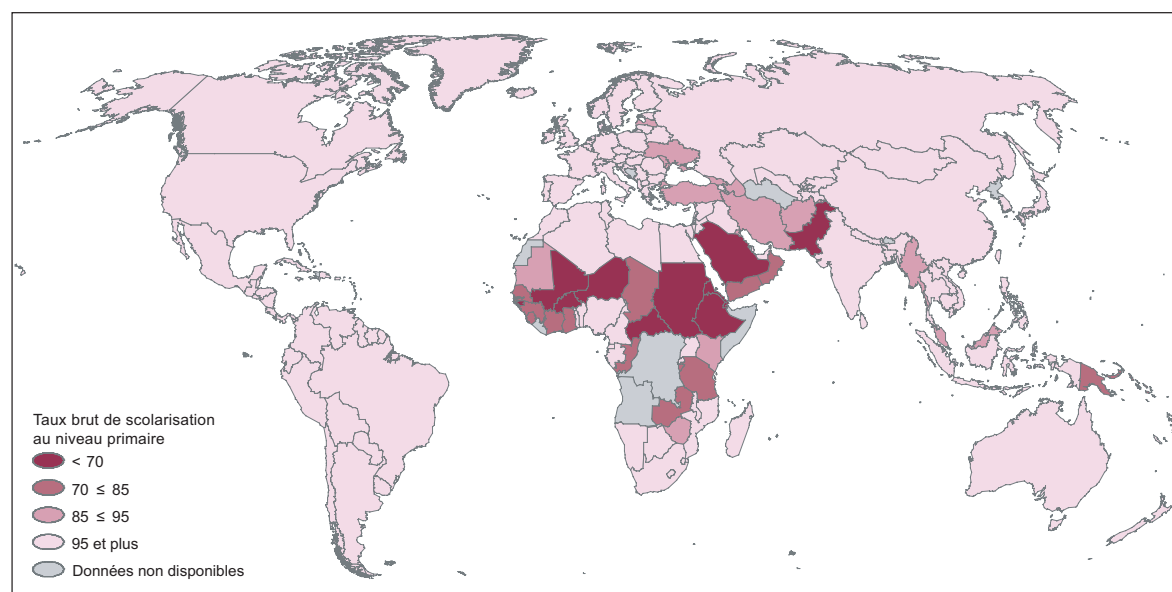 Taux brut de scolarisation
au niveau primaire
< 70
70 ≤ 85
85 ≤ 95
95 et plus
Données non disponibles